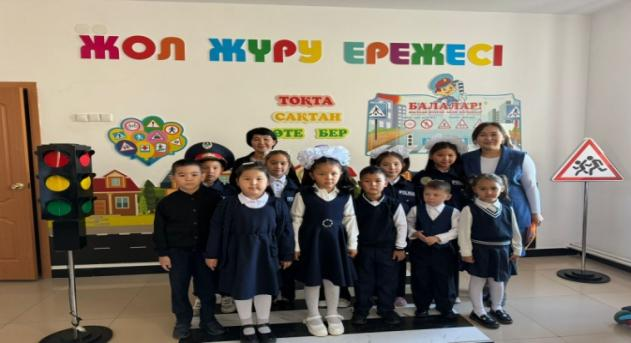 ЖОЛ ЖҮРУ ЕРЕЖЕСІ
ТОҚТА
САҚТАН
ӨТЕ БЕР
БАЛАЛАР!